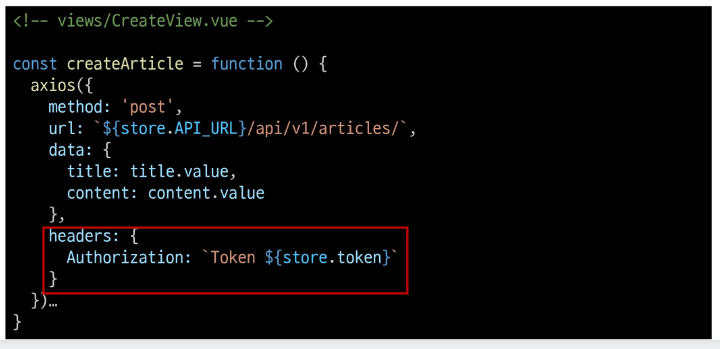 <!-- views/CreateView.vue -->
const createArticle = function () {
axios({
method: 'post',
url: `${store.API_URL}/api/v1/articles/`,
data: {
title: title.value,
content: content.value
},
headers: {
Authorization: `Token ${store.token}`
}
})…
}